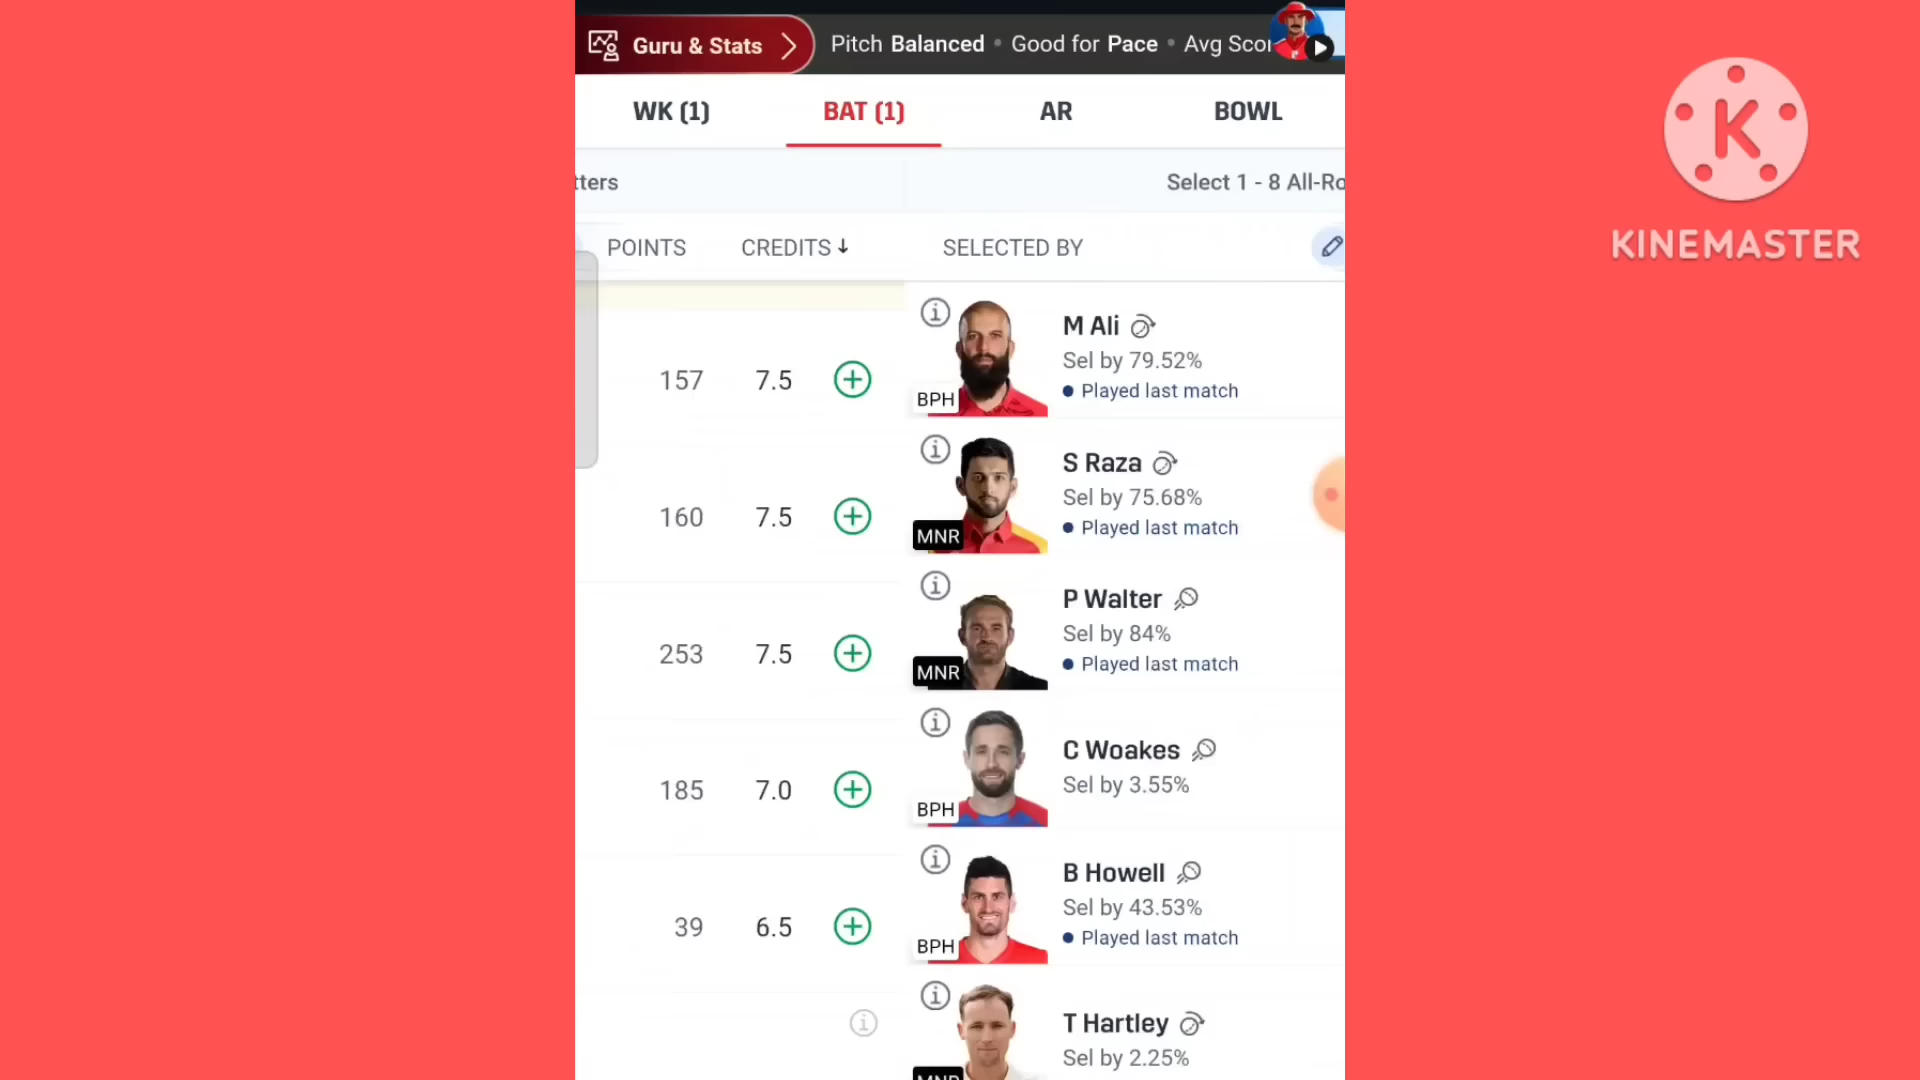 Guru & Stats
Pitch Balanced • Good for Pace • Avg Scor
WK (1) BAT (1) AR BOWL
tters
Select 1 - 8 All-Ro
POINTS CREDITS ↓ SELECTED BY
M Ali
Sel by 79.52%
Played last match
BPH
157 7.5
S Raza
Sel by 75.68%
Played last match
MNR
160 7.5
P Walter
Sel by 84%
Played last match
MNR
253 7.5
C Woakes
Sel by 3.55%
BPH
185 7.0
B Howell
Sel by 43.53%
Played last match
BPH
39 6.5
T Hartley
Sel by 2.25%
MNR
K
KINEMASTER